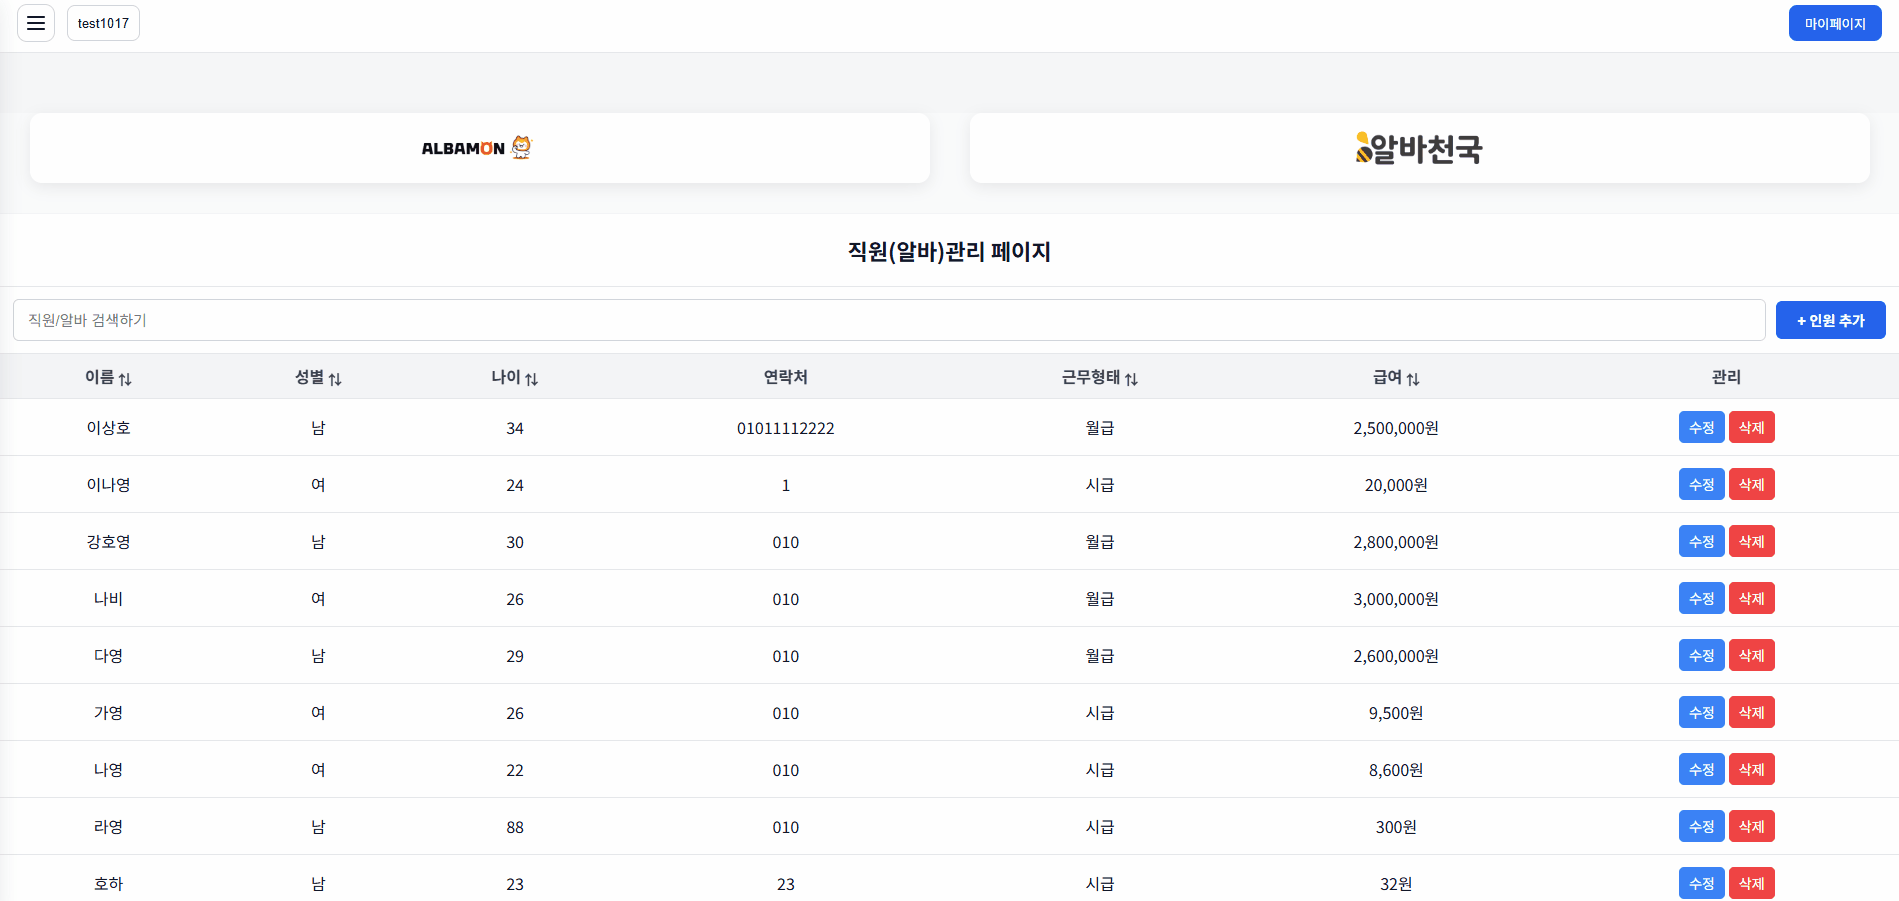 test1017 마이페이지
ALBAMON 알바천국
직원(알바)관리 페이지
직원/알바 검색하기 + 인원 추가
이름 성별 나이 연락처 근무형태 급여 관리
이상호 남 34 01011112222 월급 2,500,000원 수정 삭제
이나영 여 24 1 시급 20,000원 수정 삭제
강호영 남 30 010 월급 2,800,000원 수정 삭제
나비 여 26 010 월급 3,000,000원 수정 삭제
다영 남 29 010 월급 2,600,000원 수정 삭제
가영 여 26 010 시급 9,500원 수정 삭제
나영 여 22 010 시급 8,600원 수정 삭제
라영 남 88 010 시급 300원 수정 삭제
호하 남 23 23 시급 32원 수정 삭제